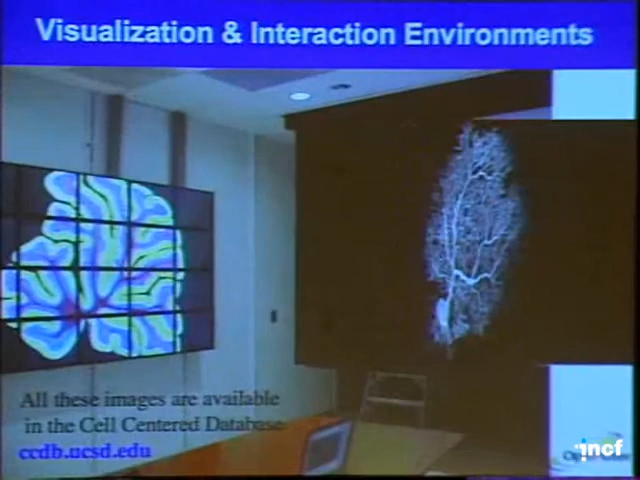 Visualization & Interaction Environments
All these images are available
in the Cell Centered Database
ccdb.ucsd.edu
incf